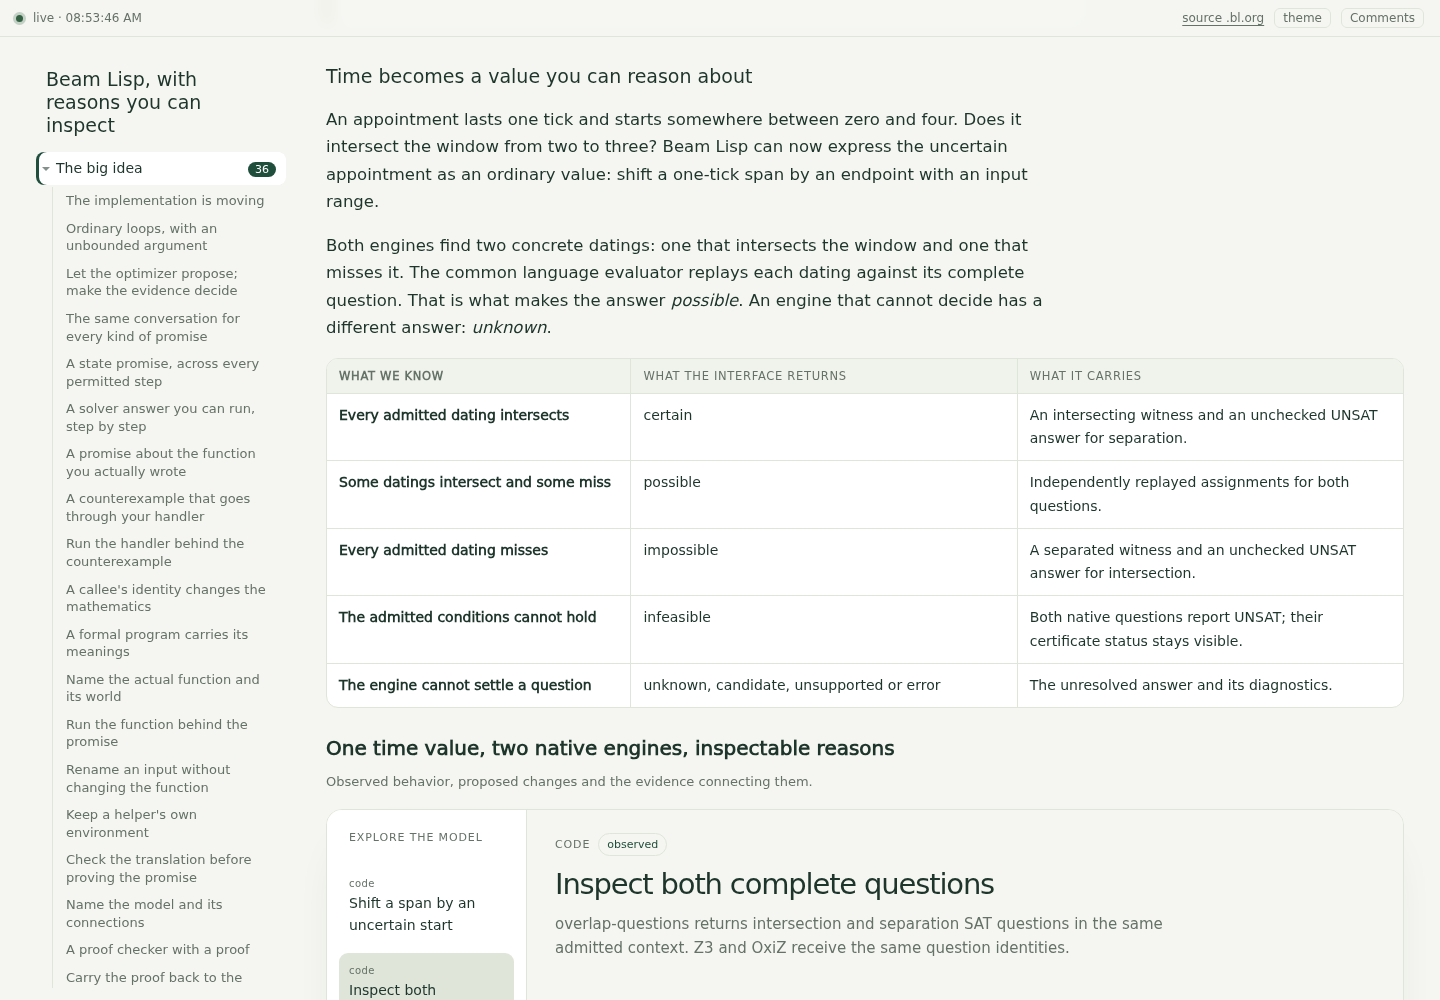 live · 08:53:46 AM
source .bl.org
theme
Comments
Beam Lisp, with
reasons you can
inspect
The big idea
36
The implementation is moving
Ordinary loops, with an
unbounded argument
Let the optimizer propose;
make the evidence decide
The same conversation for
every kind of promise
A state promise, across every
permitted step
A solver answer you can run,
step by step
A promise about the function
you actually wrote
A counterexample that goes
through your handler
Run the handler behind the
counterexample
A callee's identity changes the
mathematics
A formal program carries its
meanings
Name the actual function and
its world
Run the function behind the
promise
Rename an input without
changing the function
Keep a helper's own
environment
Check the translation before
proving the promise
Name the model and its
connections
A proof checker with a proof
Carry the proof back to the
Time becomes a value you can reason about
An appointment lasts one tick and starts somewhere between zero and four. Does it
intersect the window from two to three? Beam Lisp can now express the uncertain
appointment as an ordinary value: shift a one-tick span by an endpoint with an input
range.
Both engines find two concrete datings: one that intersects the window and one that
misses it. The common language evaluator replays each dating against its complete
question. That is what makes the answer possible. An engine that cannot decide has a
different answer: unknown.
WHAT WE KNOW
WHAT THE INTERFACE RETURNS
WHAT IT CARRIES
Every admitted dating intersects
certain
An intersecting witness and an unchecked UNSAT
answer for separation.
Some datings intersect and some miss
possible
Independently replayed assignments for both
questions.
Every admitted dating misses
impossible
A separated witness and an unchecked UNSAT
answer for intersection.
The admitted conditions cannot hold
infeasible
Both native questions report UNSAT; their
certificate status stays visible.
The engine cannot settle a question
unknown, candidate, unsupported or error
The unresolved answer and its diagnostics.
One time value, two native engines, inspectable reasons
Observed behavior, proposed changes and the evidence connecting them.
EXPLORE THE MODEL
code
Shift a span by an
uncertain start
code
Inspect both
CODE
observed
Inspect both complete questions
overlap-questions returns intersection and separation SAT questions in the same
admitted context. Z3 and OxiZ receive the same question identities.